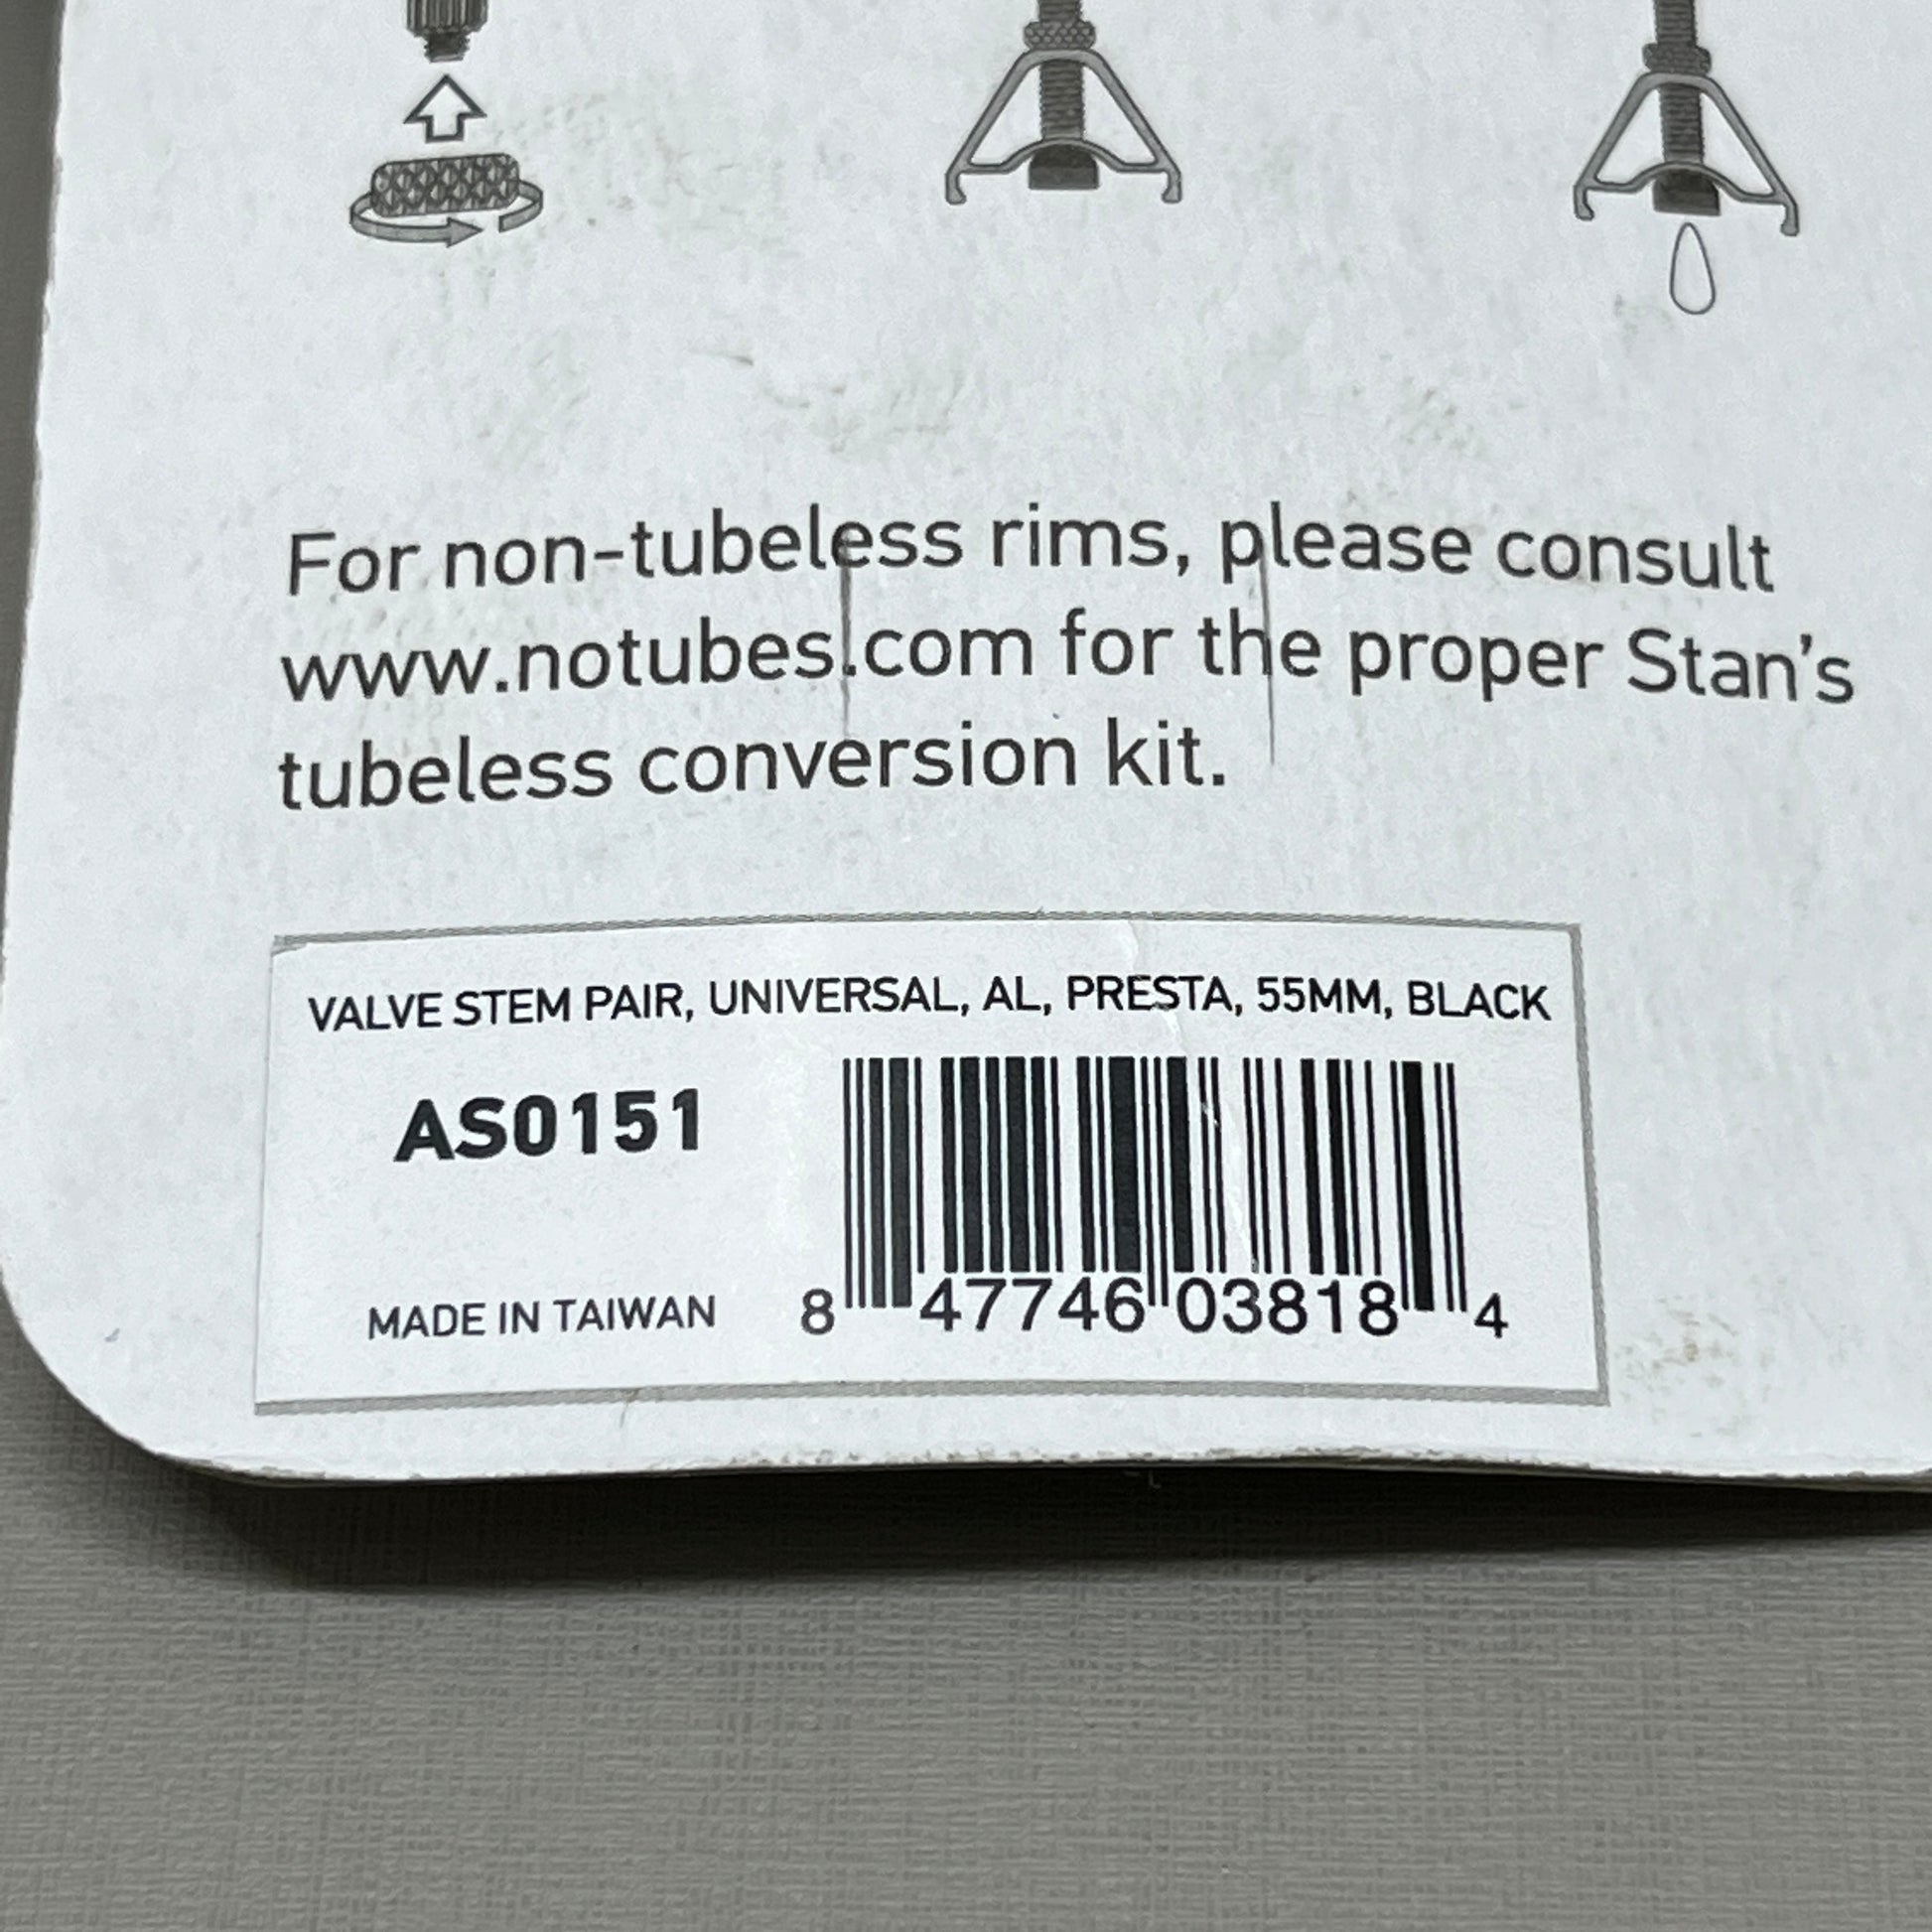 For non-tubeless rims, please consult
www.notubes.com for the proper Stan's
tubeless conversion kit.
VALVE STEM PAIR, UNIVERSAL, AL, PRESTA, 55MM, BLACK
AS0151
MADE IN TAIWAN
8 47746 03818 4